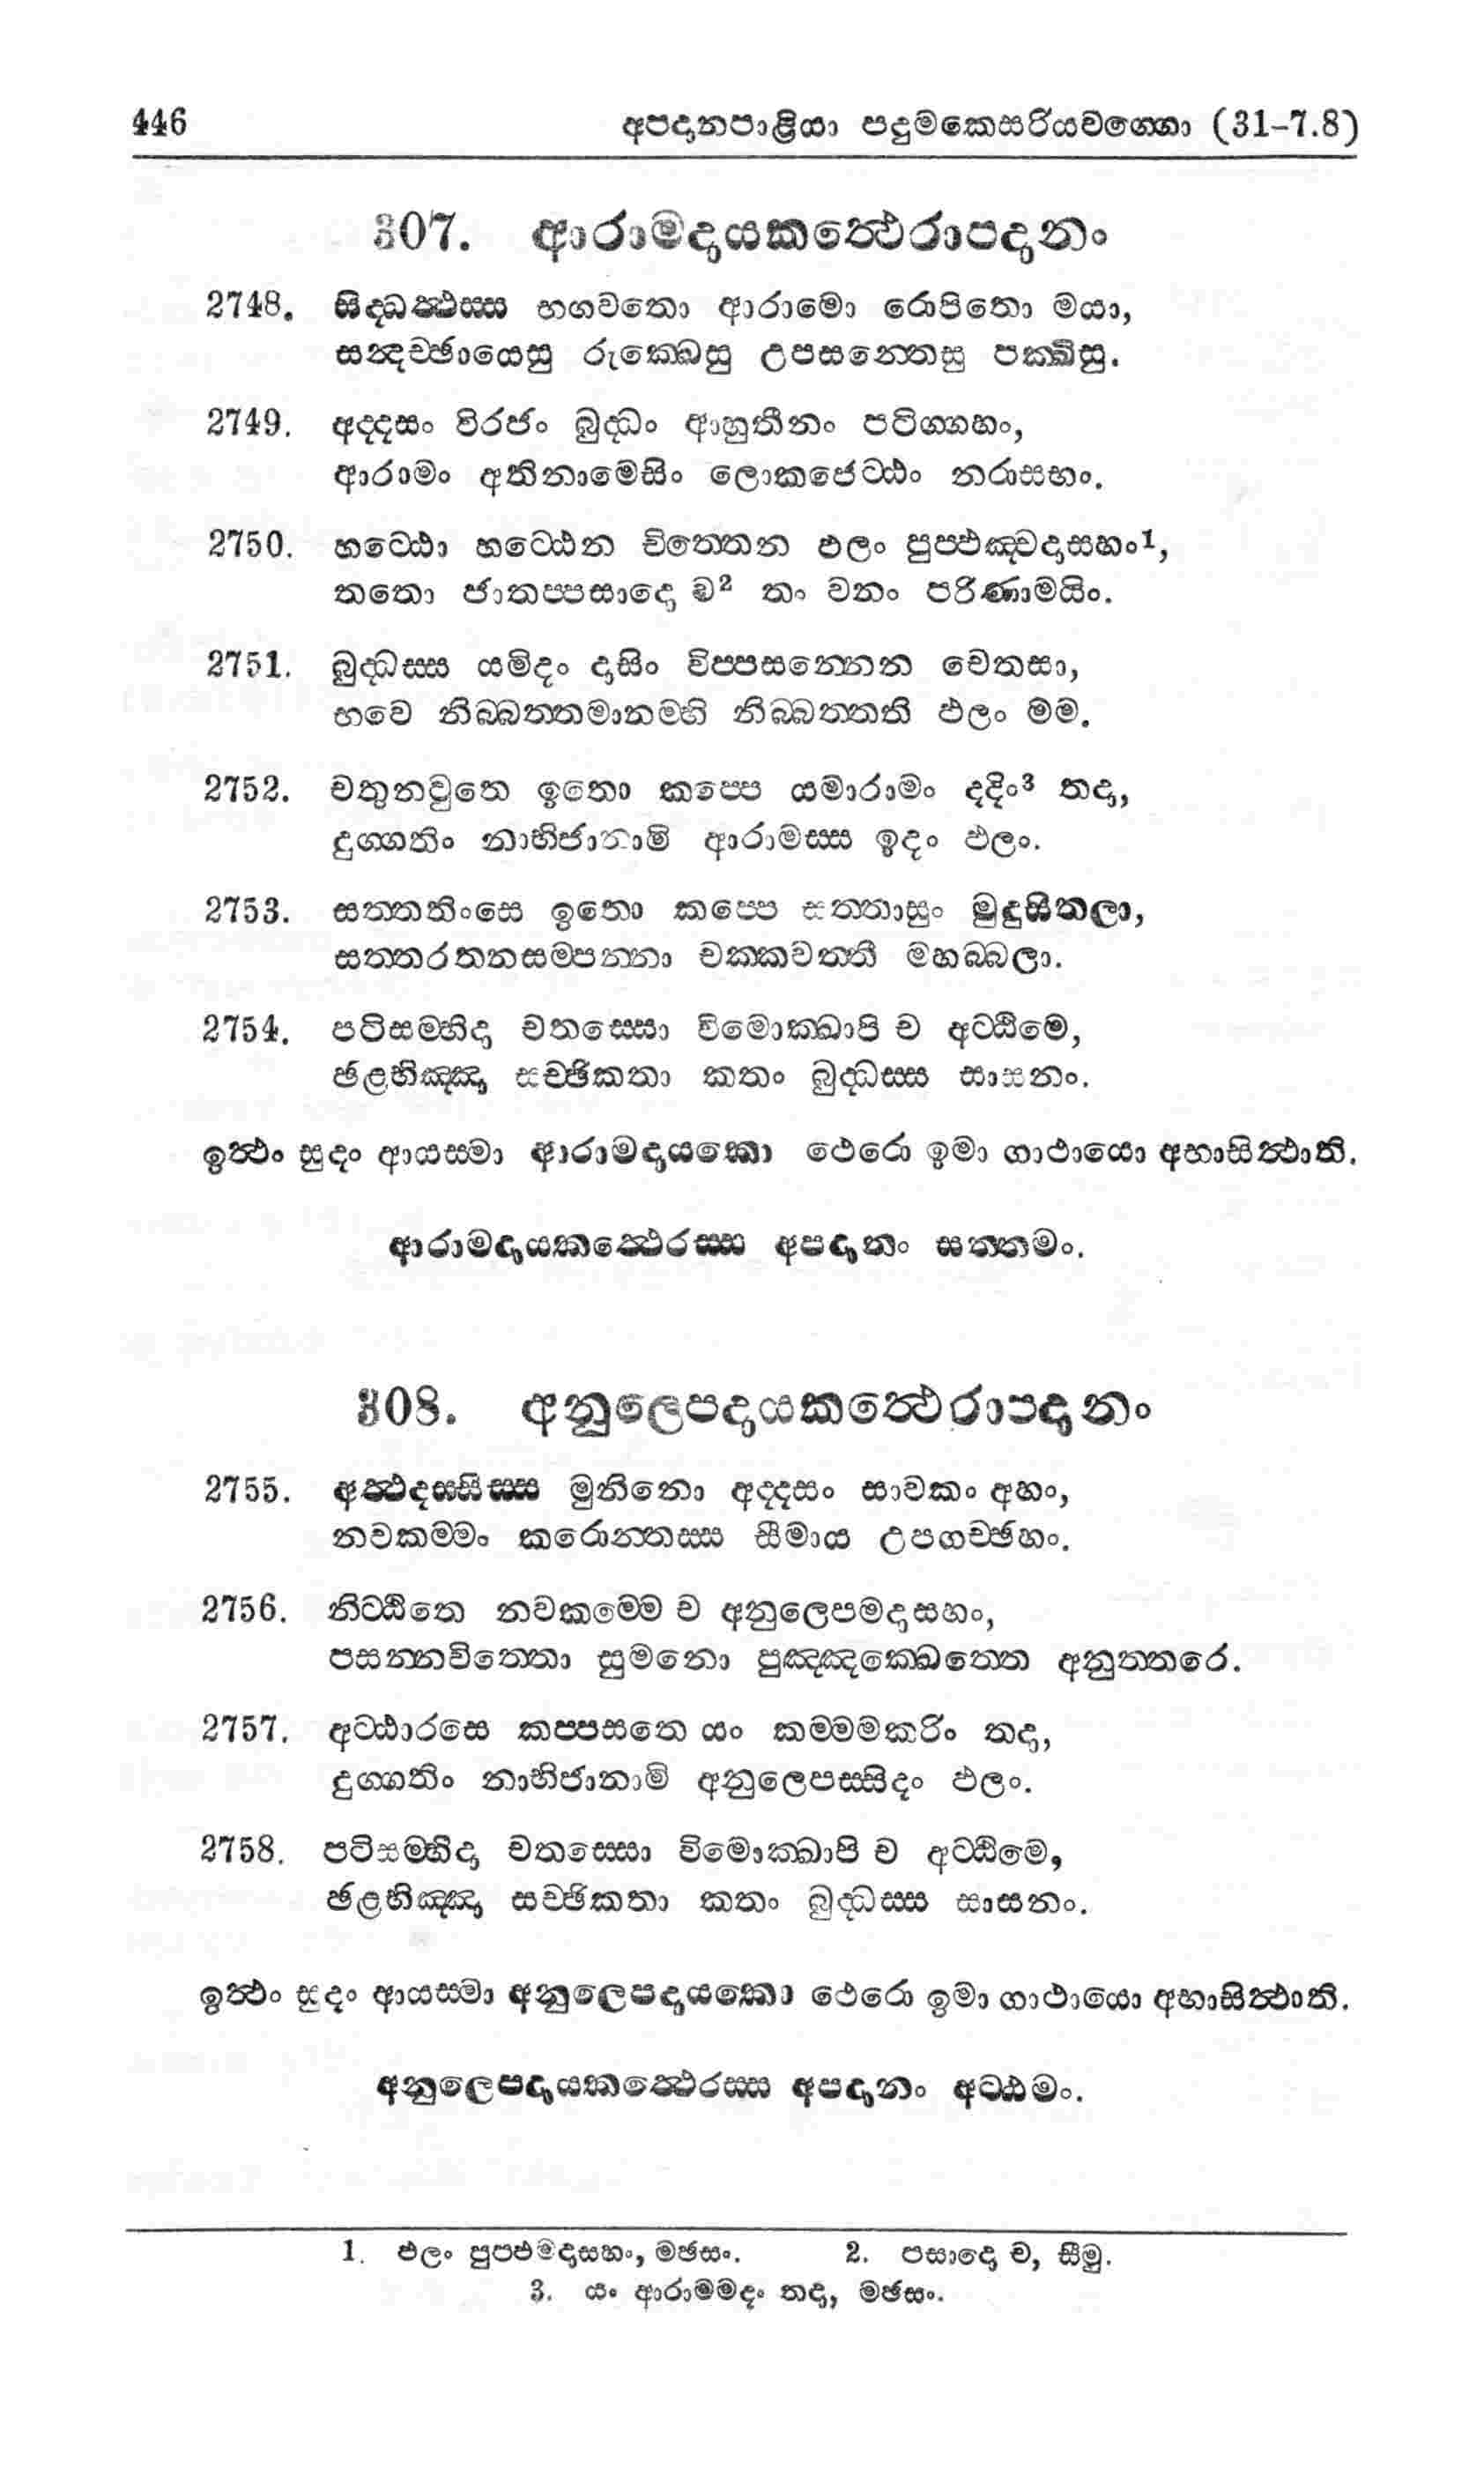 446 අපදානපාළියා පදුමකෙසරියවග්ගො (31-7.8)
307. ආරාමදායකත්ථෙරාපදානං
2748. සිද්ධත්ථස්ස භගවතො ආරාමො රොපිතො මයා,
සන්දච්ඡායෙසු රුක්ඛෙසු උපසන්තෙසු පක්ඛිසු.
2749. අද්දසං විරජං බුද්ධං ආහුතීනං පටිග්ගහං,
ආරාමං අතිනාමෙසිං ලොකජෙට්ඨං නරාසභං.
2750. හට්ඨො හට්ඨෙන චිත්තෙන ඵලං පුප්ඵඤ්චදාසහං1,
තතො ජාතප්පසාදො ච2 තං වනං පරිණාමයිං.
2751. බුද්ධස්ස යමිදං දාසිං විප්පසන්නෙන චෙතසා,
භවෙ නිබ්බත්තමානම්හි නිබ්බත්තති ඵලං මම.
2752. චතුනවුතෙ ඉතො කප්පෙ යමාරාමං දදිං3 තදා,
දුග්ගතිං නාභිජානාමි ආරාමස්ස ඉදං ඵලං.
2753. සත්තතිංසෙ ඉතො කප්පෙ සත්තාසුං මුදුසීතලා,
සත්තරතනසම්පන්නා චක්කවත්තී මහබ්බලා.
2754. පටිසම්භිදා චතස්සො විමොක්ඛාපි ච අට්ඨිමෙ,
ඡළභිඤ්ඤා සච්ඡිකතා කතං බුද්ධස්ස සාසනං.
ඉත්ථං සුදං ආයස්මා ආරාමදායකො ථෙරො ඉමා ගාථායො අභාසිත්ථාති.
ආරාමදායකත්ථෙරස්ස අපදානං සත්තමං.
308. අනුලෙපදායකත්ථෙරාපදානං
2755. අත්ථදස්සිස්ස මුනිනො අද්දසං සාවකං අහං,
නවකම්මං කරොන්තස්ස සීමාය උපගච්ඡහං.
2756. නිට්ඨිතෙ නවකම්මෙ ච අනුලෙපමදාසහං,
පසන්නචිත්තො සුමනො පුඤ්ඤක්ඛෙත්තෙ අනුත්තරෙ.
2757. අට්ඨාරසෙ කප්පසතෙ යං කම්මමකරිං තදා,
දුග්ගතිං නාභිජානාමි අනුලෙපස්සිදං ඵලං.
2758. පටිසම්භිදා චතස්සො විමොක්ඛාපි ච අට්ඨිමෙ,
ඡළභිඤ්ඤා සච්ඡිකතා කතං බුද්ධස්ස සාසනං.
ඉත්ථං සුදං ආයස්මා අනුලෙපදායකො ථෙරො ඉමා ගාථායො අභාසිත්ථාති.
අනුලෙපදායකත්ථෙරස්ස අපදානං අට්ඨමං.
1. ඵලං පුප්ඵමදාසහං, මඡසං. 2. පසාදො ච, සීමු.
3. යං ආරාමමදං තදා, මඡසං.